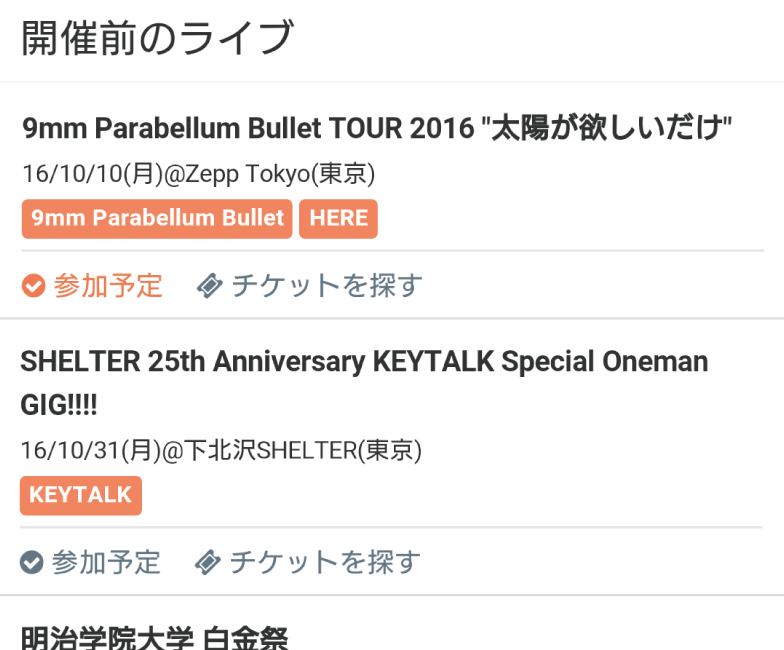 開催前のライブ
9mm Parabellum Bullet TOUR 2016 "太陽が欲しいだけ"
16/10/10(月)@Zepp Tokyo(東京)
9mm Parabellum Bullet HERE
参加予定 チケットを探す
SHELTER 25th Anniversary KEYTALK Special Oneman
GIG!!!!
16/10/31(月)@下北沢SHELTER(東京)
KEYTALK
参加予定 チケットを探す
明治学院大学 白金祭